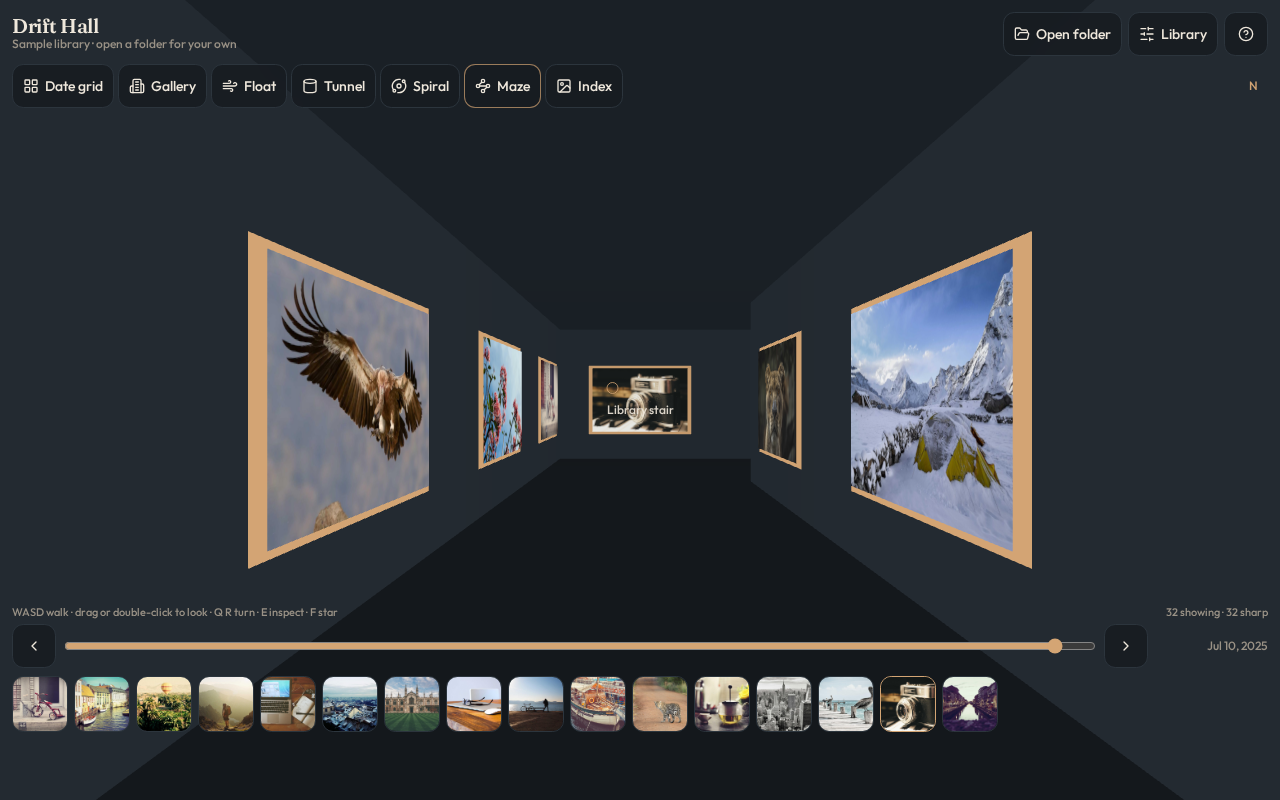 Drift Hall
Sample library · open a folder for your own
Open folder
Library
Date grid
Gallery
Float
Tunnel
Spiral
Maze
Index
N
Library stair
WASD walk · drag or double-click to look · Q R turn · E inspect · F star
32 showing · 32 sharp
Jul 10, 2025